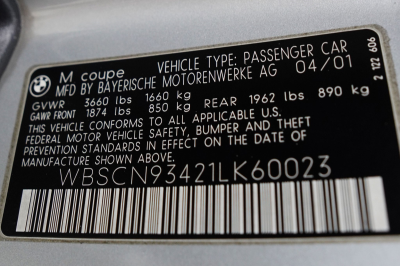 M coupe VEHICLE TYPE: PASSENGER CAR
MFD BY BAYERISCHE MOTORENWERKE AG 04/01
GVWR 3660 lbs 1660 kg
GAWR FRONT 1874 lbs 850 kg REAR 1962 lbs 890 kg
THIS VEHICLE CONFORMS TO ALL APPLICABLE U.S.
FEDERAL MOTOR VEHICLE SAFETY, BUMPER AND THEFT
PREVENTION STANDARDS IN EFFECT ON THE DATE OF
MANUFACTURE SHOWN ABOVE.
WBSCN93421LK60023
2 122 606